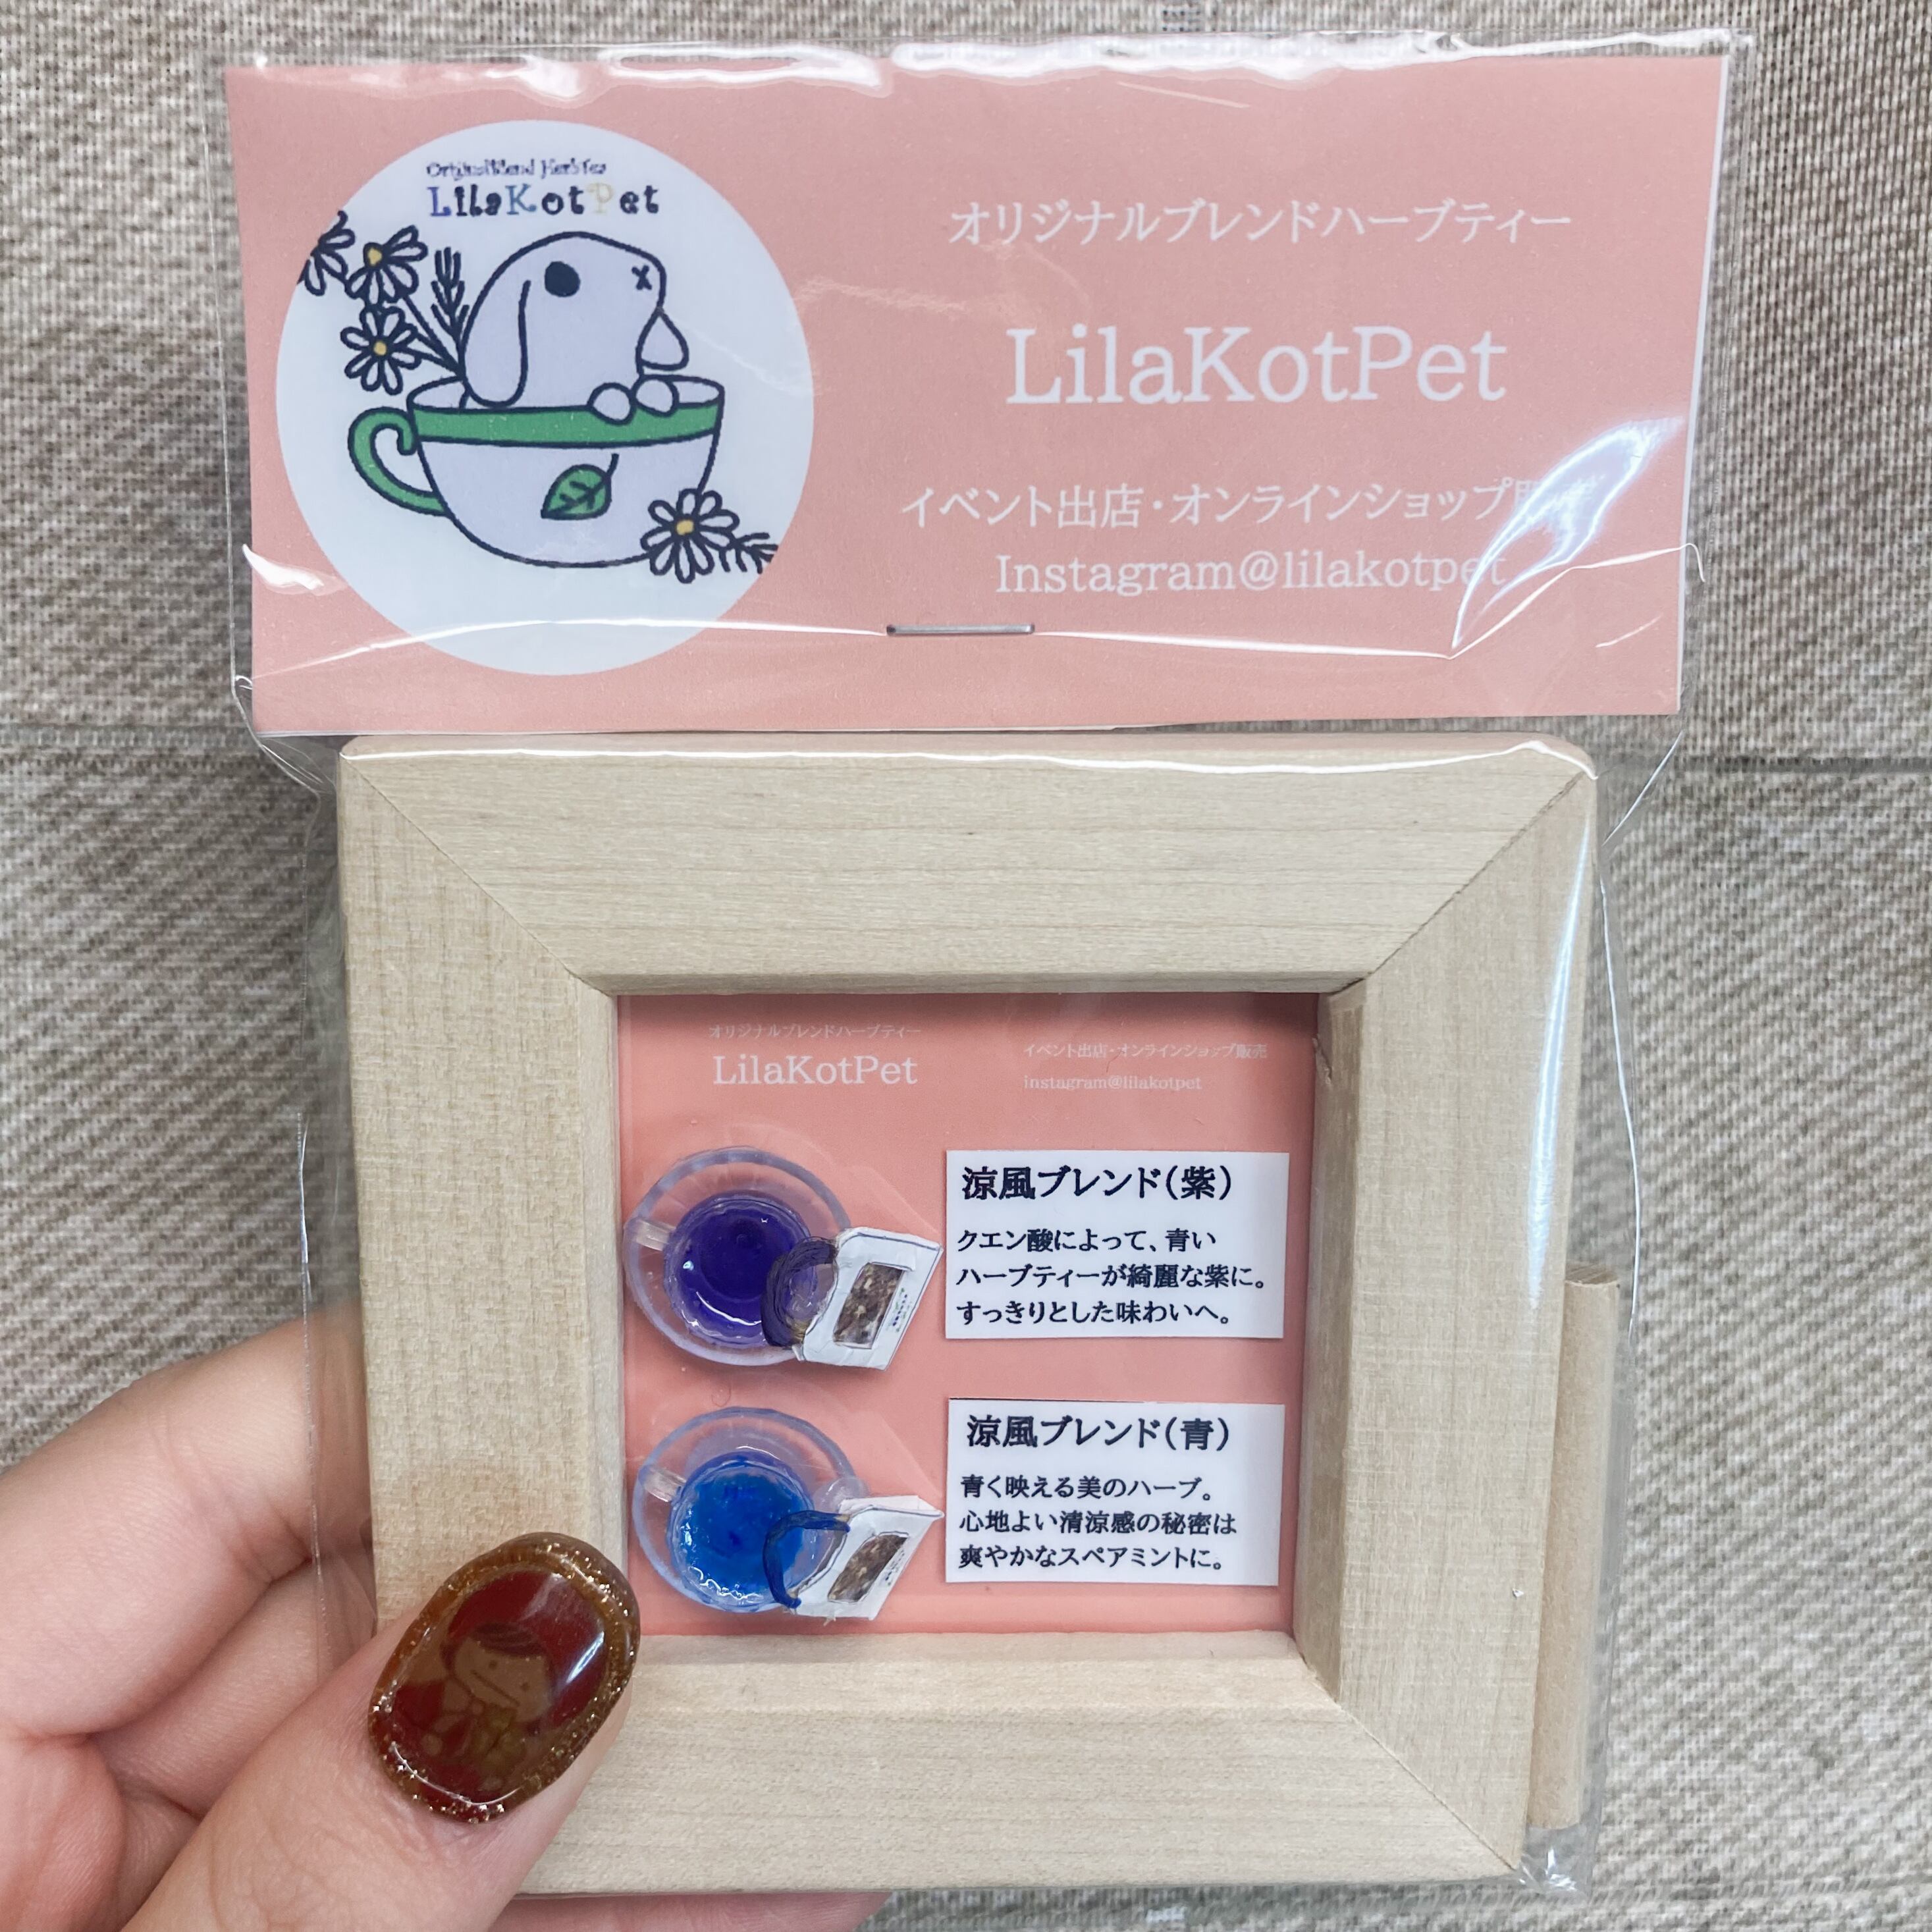 Original Blend Herb Tea
LilaKotPet
オリジナルブレンドハーブティー
LilaKotPet
イベント出店・オンラインショップ販売
Instagram@lilakotpet
オリジナルブレンドハーブティー
LilaKotPet
イベント出店・オンラインショップ販売
instagram@lilakotpet
涼風ブレンド(紫)
クエン酸によって、青い
ハーブティーが綺麗な紫に。
すっきりとした味わいへ。
涼風ブレンド(青)
青く映える美のハーブ。
心地よい清涼感の秘密は
爽やかなスペアミントに。